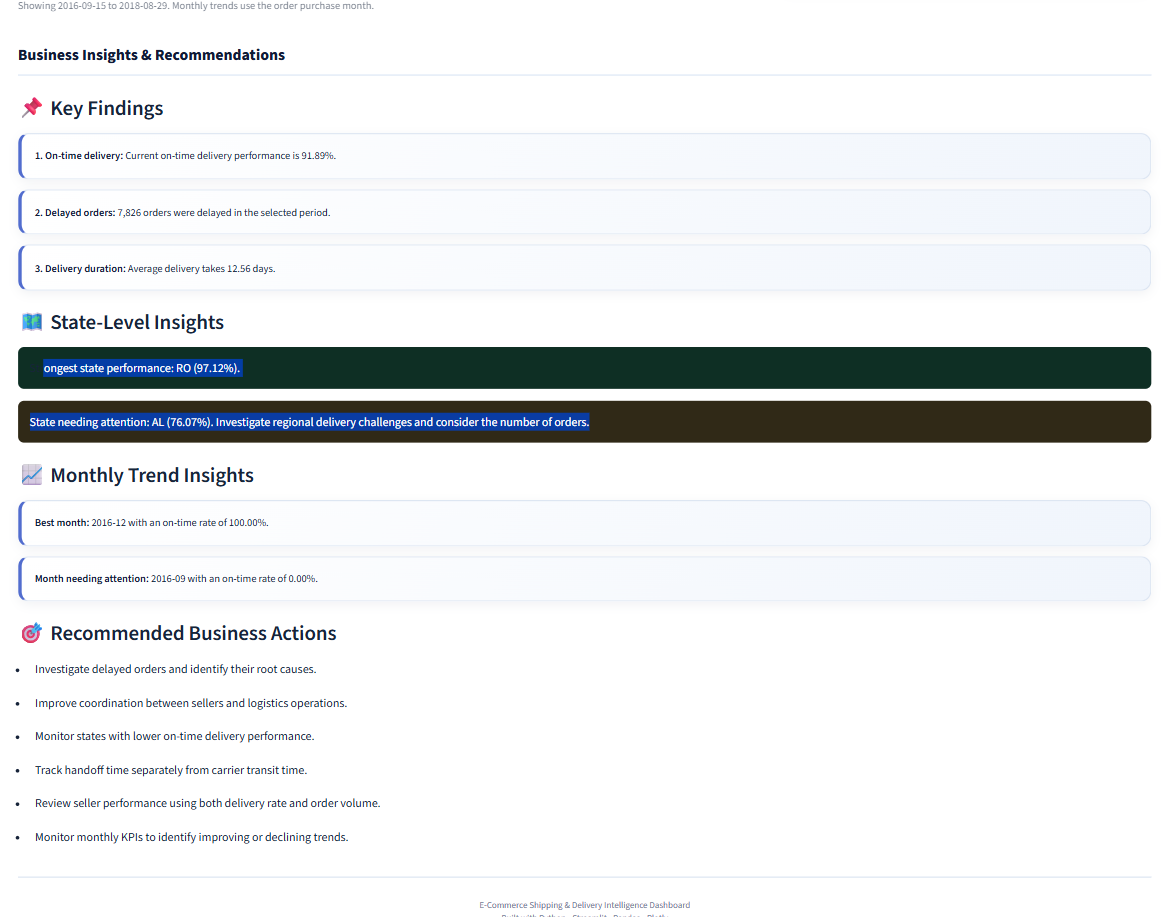 Showing 2016-09-15 to 2018-08-29. Monthly trends use the order purchase month.
Business Insights & Recommendations
Key Findings
1. On-time delivery: Current on-time delivery performance is 91.89%.
2. Delayed orders: 7,826 orders were delayed in the selected period.
3. Delivery duration: Average delivery takes 12.56 days.
State-Level Insights
ongest state performance: RO (97.12%).
State needing attention: AL (76.07%). Investigate regional delivery challenges and consider the number of orders.
Monthly Trend Insights
Best month: 2016-12 with an on-time rate of 100.00%.
Month needing attention: 2016-09 with an on-time rate of 0.00%.
Recommended Business Actions
• Investigate delayed orders and identify their root causes.
• Improve coordination between sellers and logistics operations.
• Monitor states with lower on-time delivery performance.
• Track handoff time separately from carrier transit time.
• Review seller performance using both delivery rate and order volume.
• Monitor monthly KPIs to identify improving or declining trends.
E-Commerce Shipping & Delivery Intelligence Dashboard